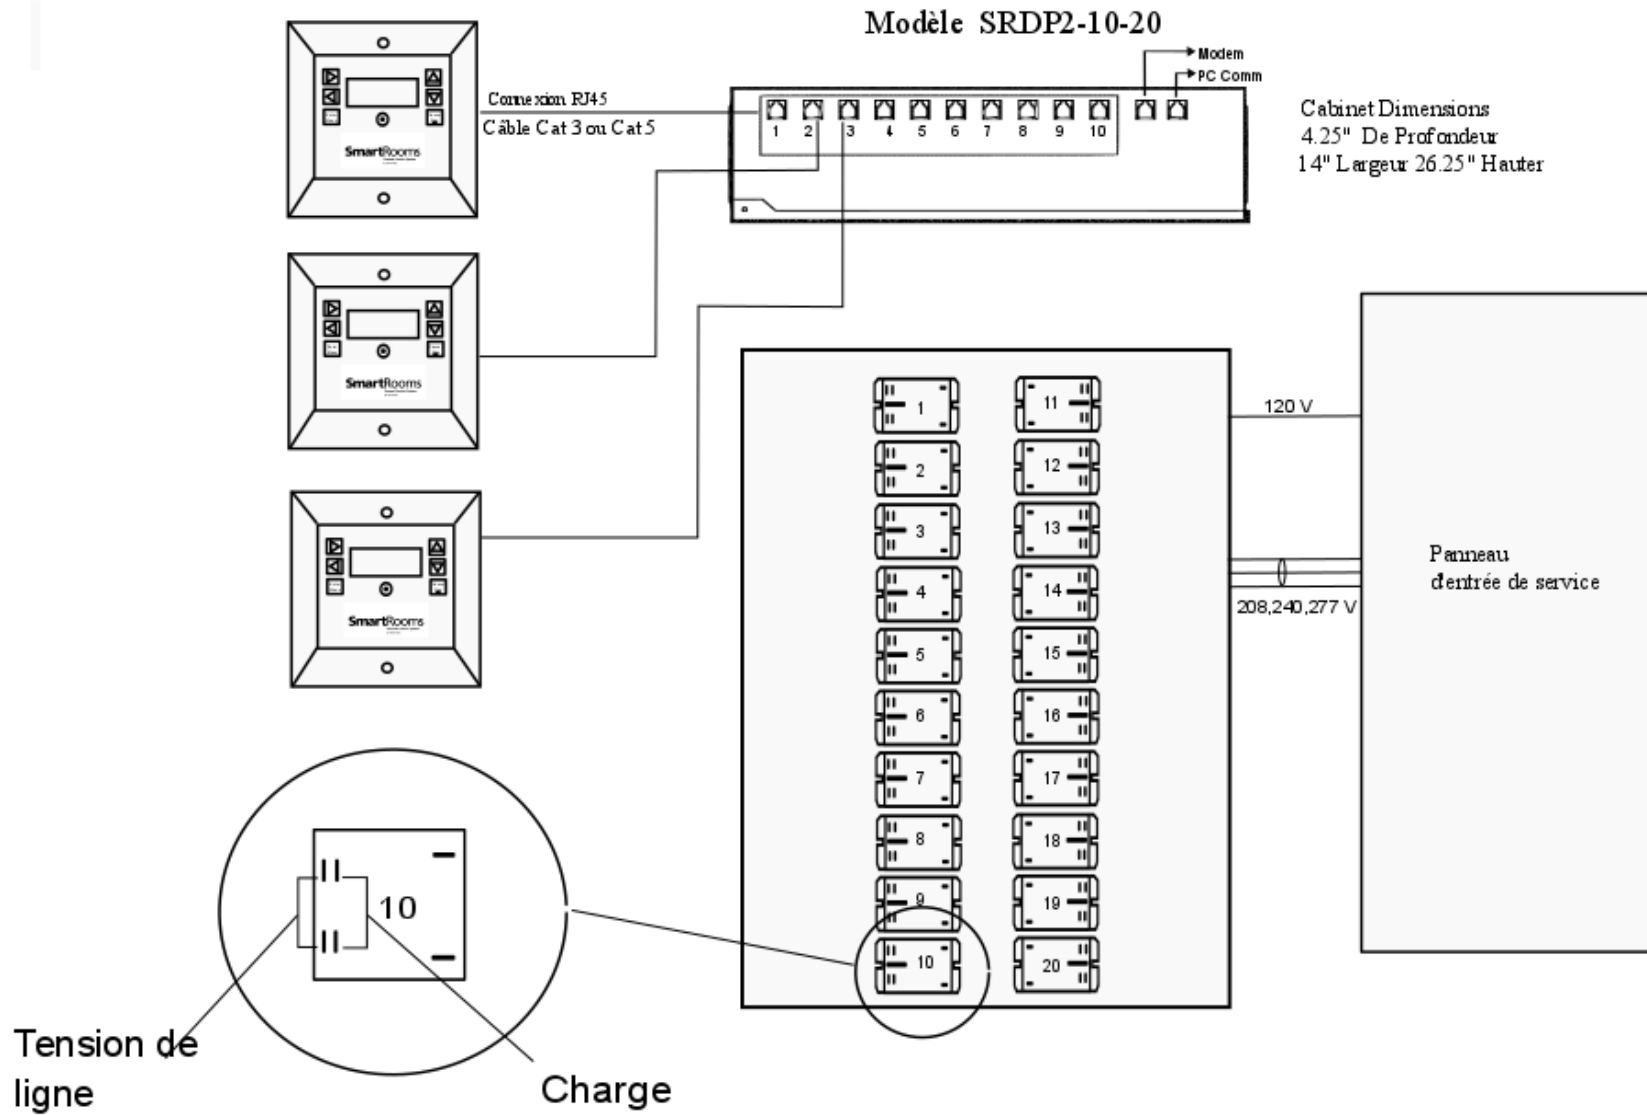 Modèle SRDP2-10-20
Modem
PC Comm
Connexion RJ45
Câble Cat 3 ou Cat 5
1 2 3 4 5 6 7 8 9 10
Cabinet Dimensions
4.25" De Profondeur
14" Largeur 26.25" Hauter
SmartRooms
SmartRooms
SmartRooms
1 11
2 12
3 13
4 14
5 15
6 16
7 17
8 18
9 19
10 20
120 V
208,240,277 V
Panneau
d'entrée de service
10
Tension de
ligne
Charge